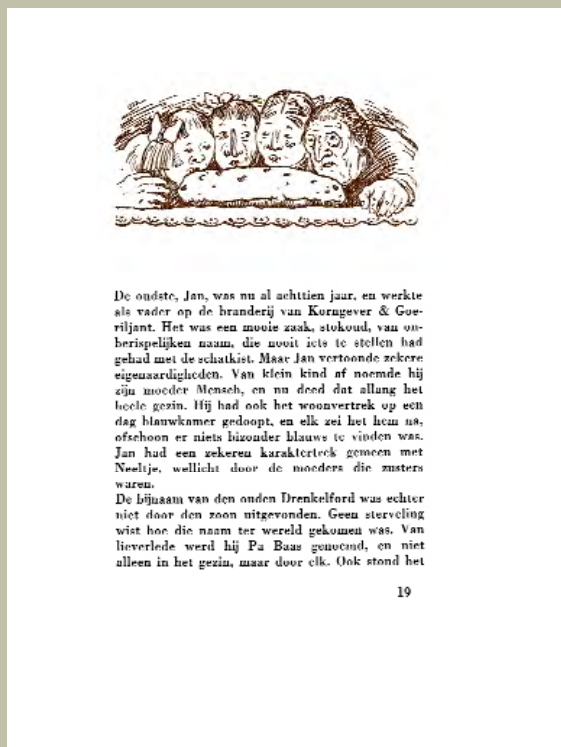 De oudste, Jan, was nu al achttien jaar, en werkte
als vader op de branderij van Korngever & Goe-
riljant. Het was een mooie zaak, stokoud, van on-
berispelijken naam, die nooit iets te stellen had
gehad met de schatkist. Maar Jan vertoonde zekere
eigenaardigheden. Van klein kind af noemde hij
zijn moeder Mensch, en nu deed dat allang het
heele gezin. Hij had ook het woonvertrek op een
dag blauwkamer gedoopt, en elk zei het hem na,
ofschoon er niets bizonder blauws te vinden was.
Jan had een zekeren karaktertrek gemeen met
Neeltje, wellicht door de moeders die zusters
waren.
De bijnaam van den ouden Drenkelford was echter
niet door den zoon uitgevonden. Geen sterveling
wist hoe die naam ter wereld gekomen was. Van
lieverlede werd hij Pa Baas genoemd, en niet
alleen in het gezin, maar door elk. Ook stond het
19